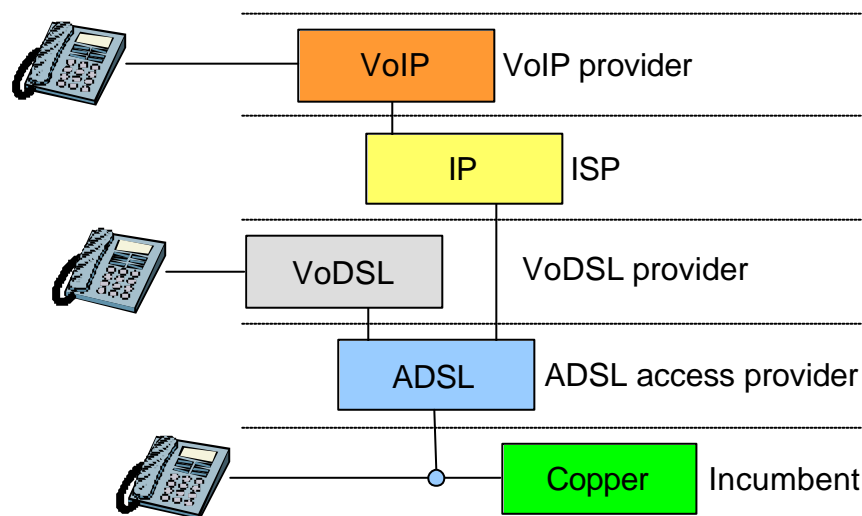 VoIP VoIP provider
IP ISP
VoDSL VoDSL provider
ADSL ADSL access provider
Copper Incumbent